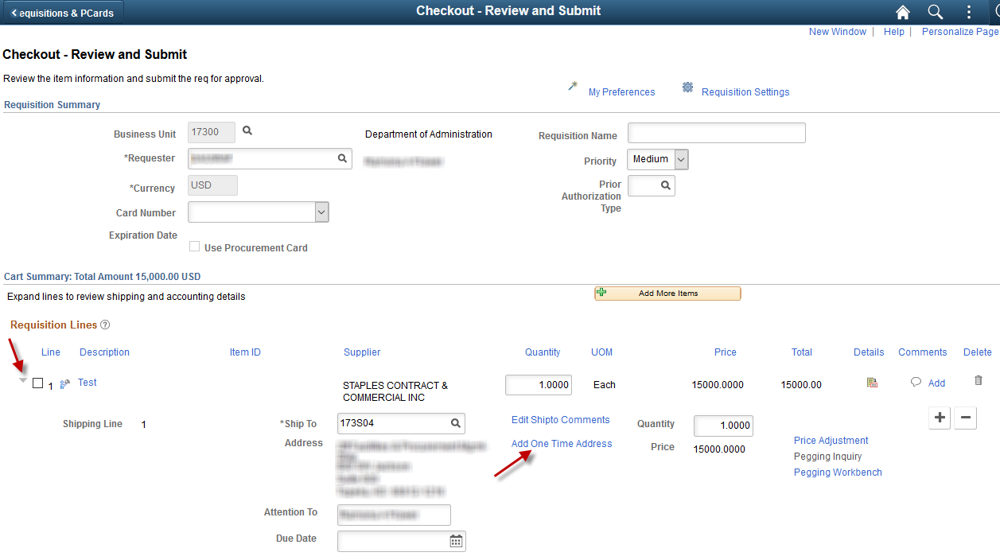 equisitions & PCards
Checkout - Review and Submit
New Window | Help | Personalize Page
Checkout - Review and Submit
Review the item information and submit the req for approval.
My Preferences
Requisition Settings
Requisition Summary
Business Unit
17300
Department of Administration
Requisition Name
*Requester
Priority
Medium
*Currency
USD
Prior
Authorization
Type
Card Number
Expiration Date
Use Procurement Card
Cart Summary: Total Amount 15,000.00 USD
Expand lines to review shipping and accounting details
Add More Items
Requisition Lines
Line Description Item ID Supplier Quantity UOM Price Total Details Comments Delete
1 Test STAPLES CONTRACT & 1.0000 Each 15000.0000 15000.00 Add
COMMERCIAL INC
Shipping Line 1 *Ship To 173S04 Edit Shipto Comments Quantity 1.0000
Address Add One Time Address Price 15000.0000 Price Adjustment
Pegging Inquiry
Pegging Workbench
Attention To
Due Date